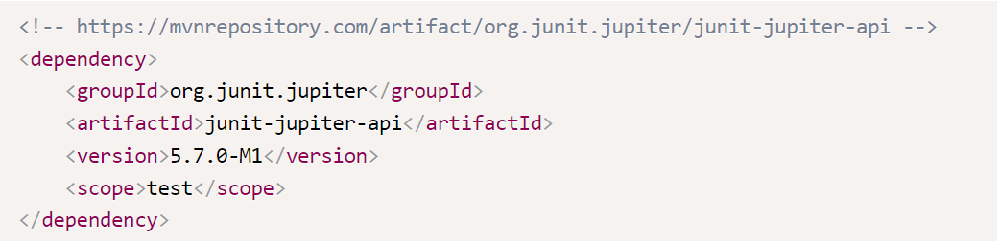 <!-- https://mvnrepository.com/artifact/org.junit.jupiter/junit-jupiter-api -->
<dependency>
    <groupId>org.junit.jupiter</groupId>
    <artifactId>junit-jupiter-api</artifactId>
    <version>5.7.0-M1</version>
    <scope>test</scope>
</dependency>